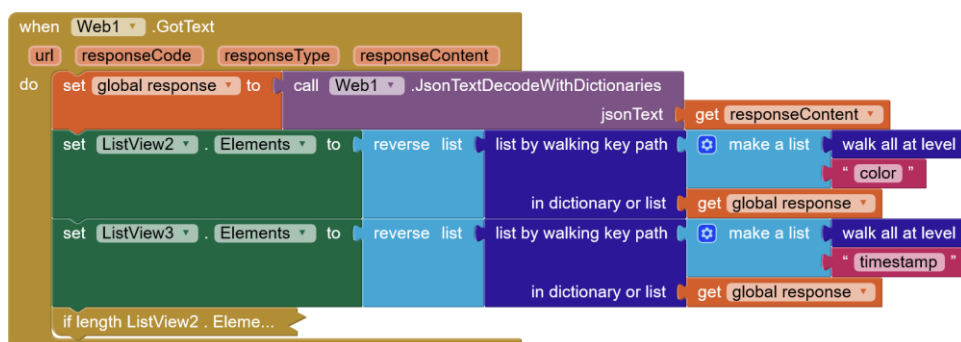 when Web1 .GotText
url responseCode responseType responseContent
do set global response to call Web1 .JsonTextDecodeWithDictionaries
jsonText get responseContent
set ListView2 . Elements to reverse list list by walking key path make a list walk all at level
" color "
in dictionary or list get global response
set ListView3 . Elements to reverse list list by walking key path make a list walk all at level
" timestamp "
in dictionary or list get global response
if length ListView2 . Eleme...